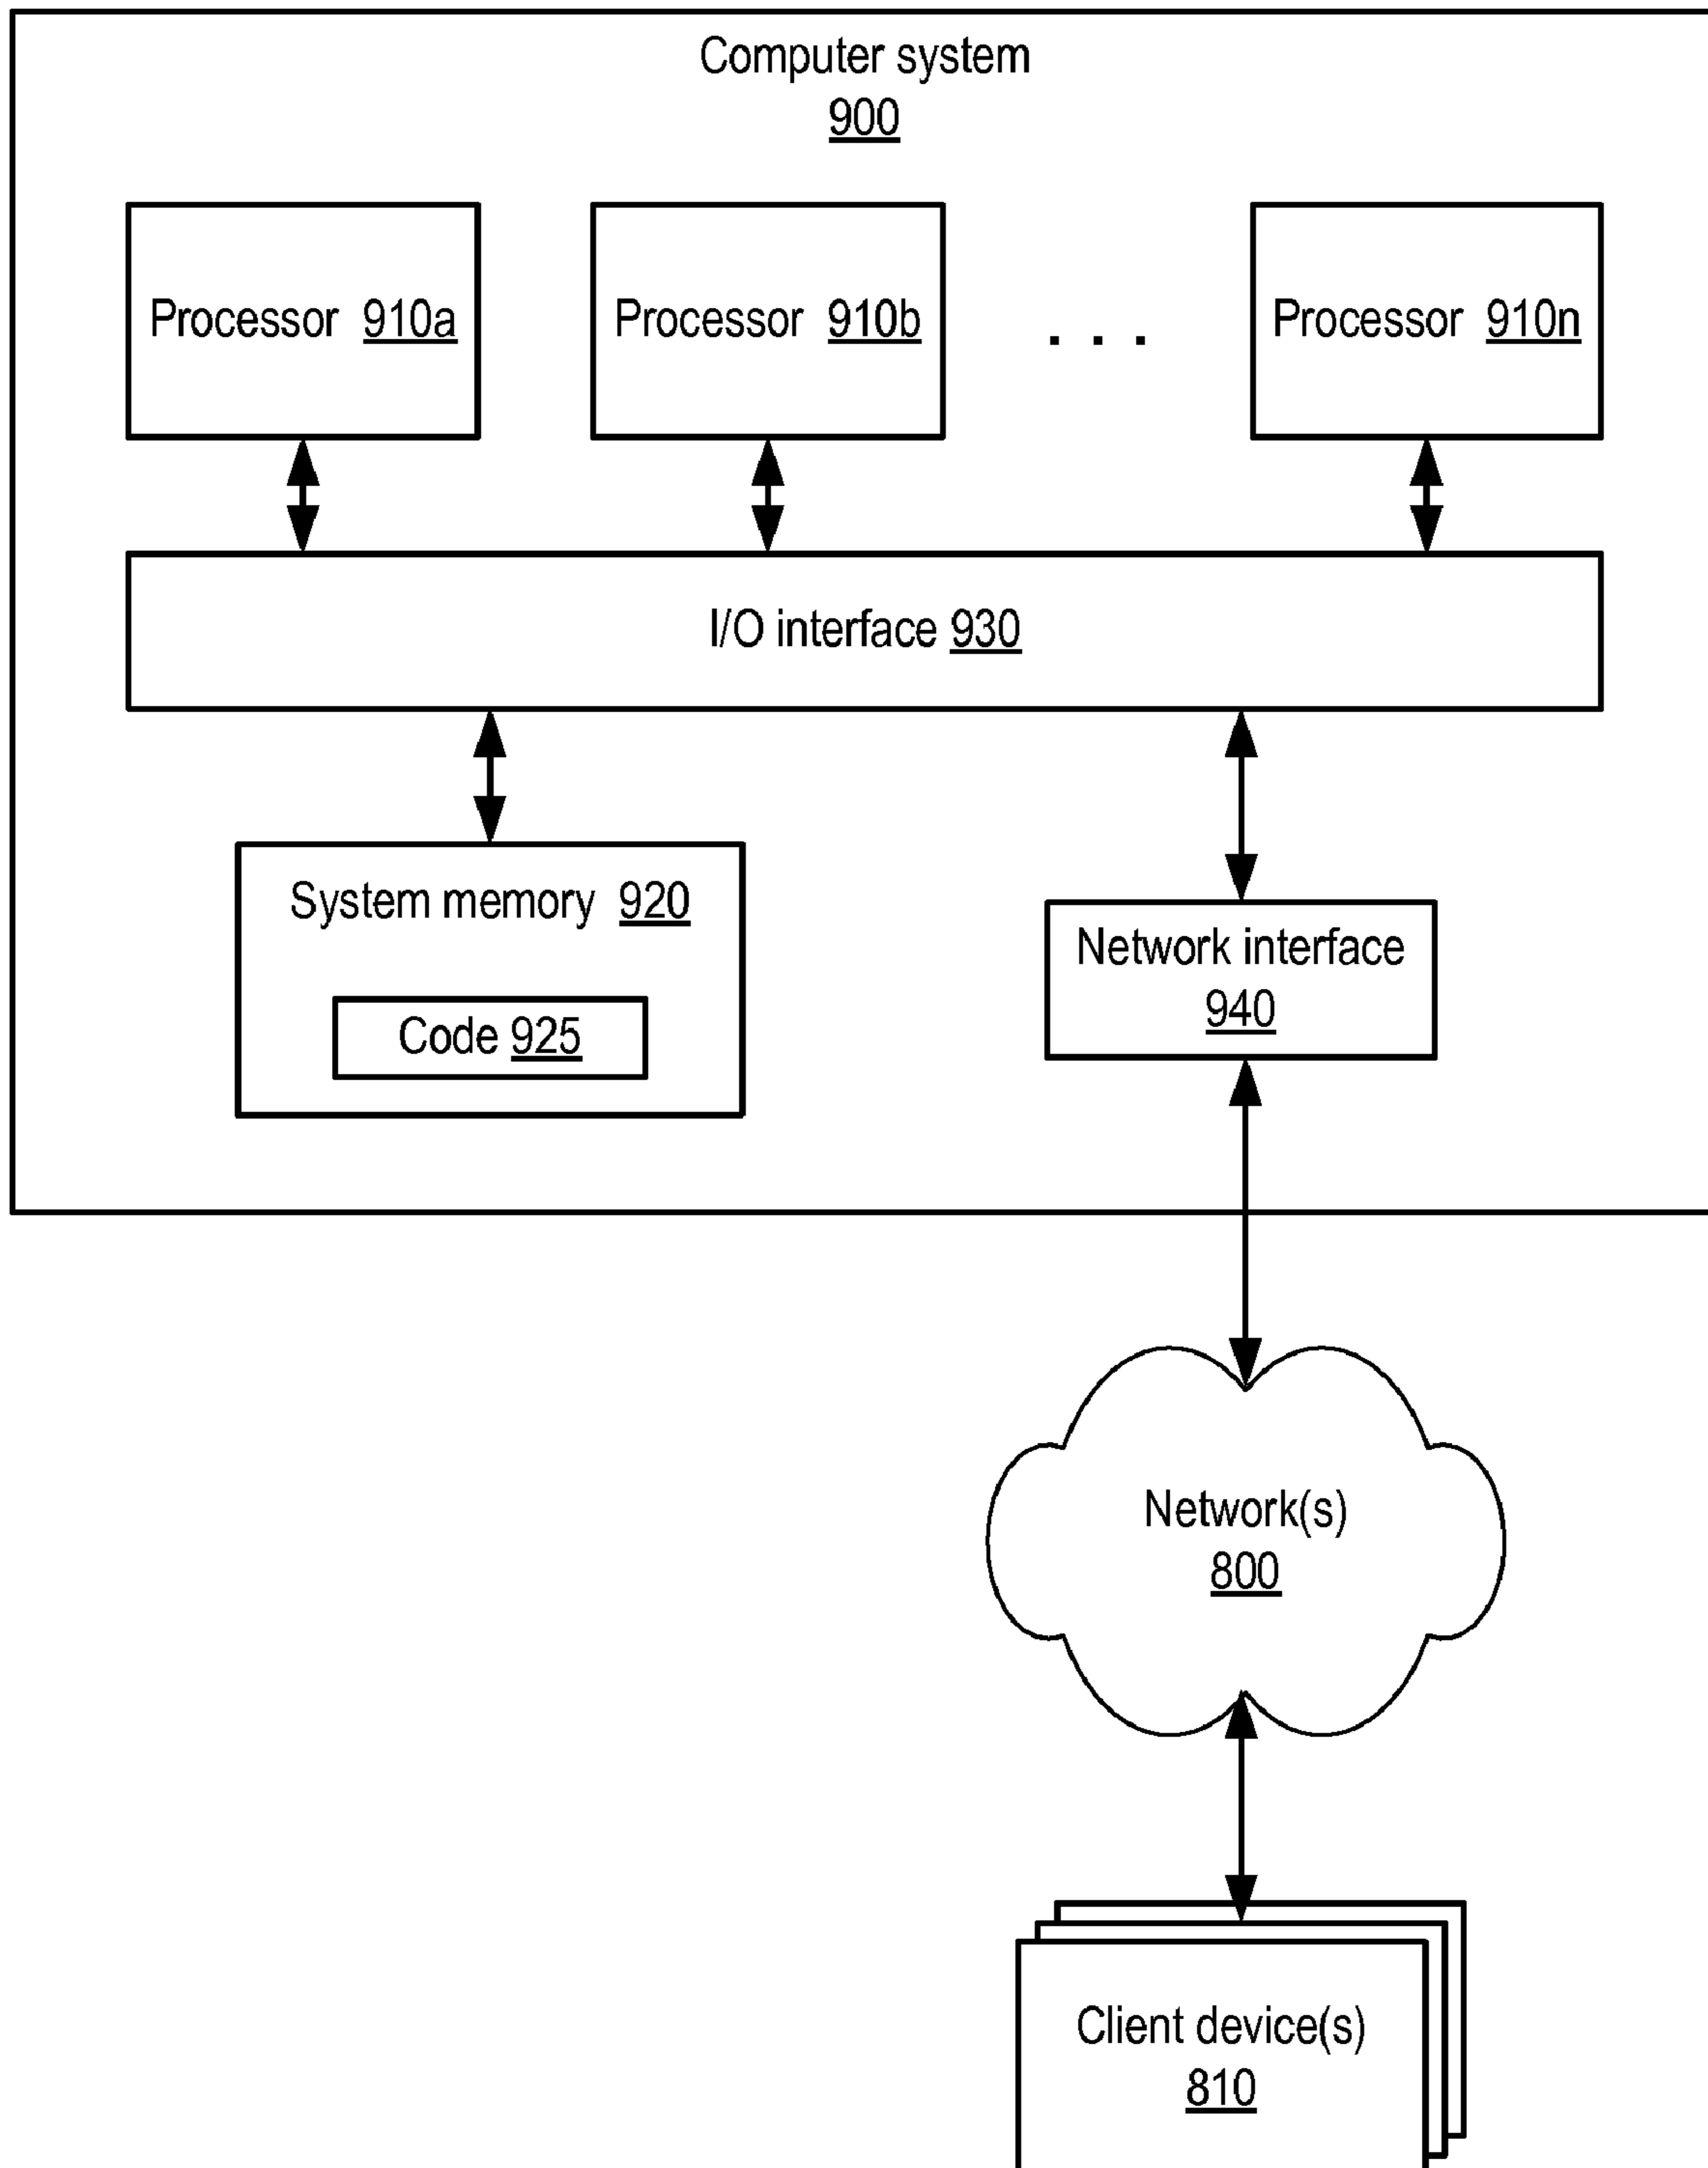 Computer system
900
Processor 910a
Processor 910b
. . .
Processor 910n
I/O interface 930
System memory 920
Code 925
Network interface
940
Network(s)
800
Client device(s)
810